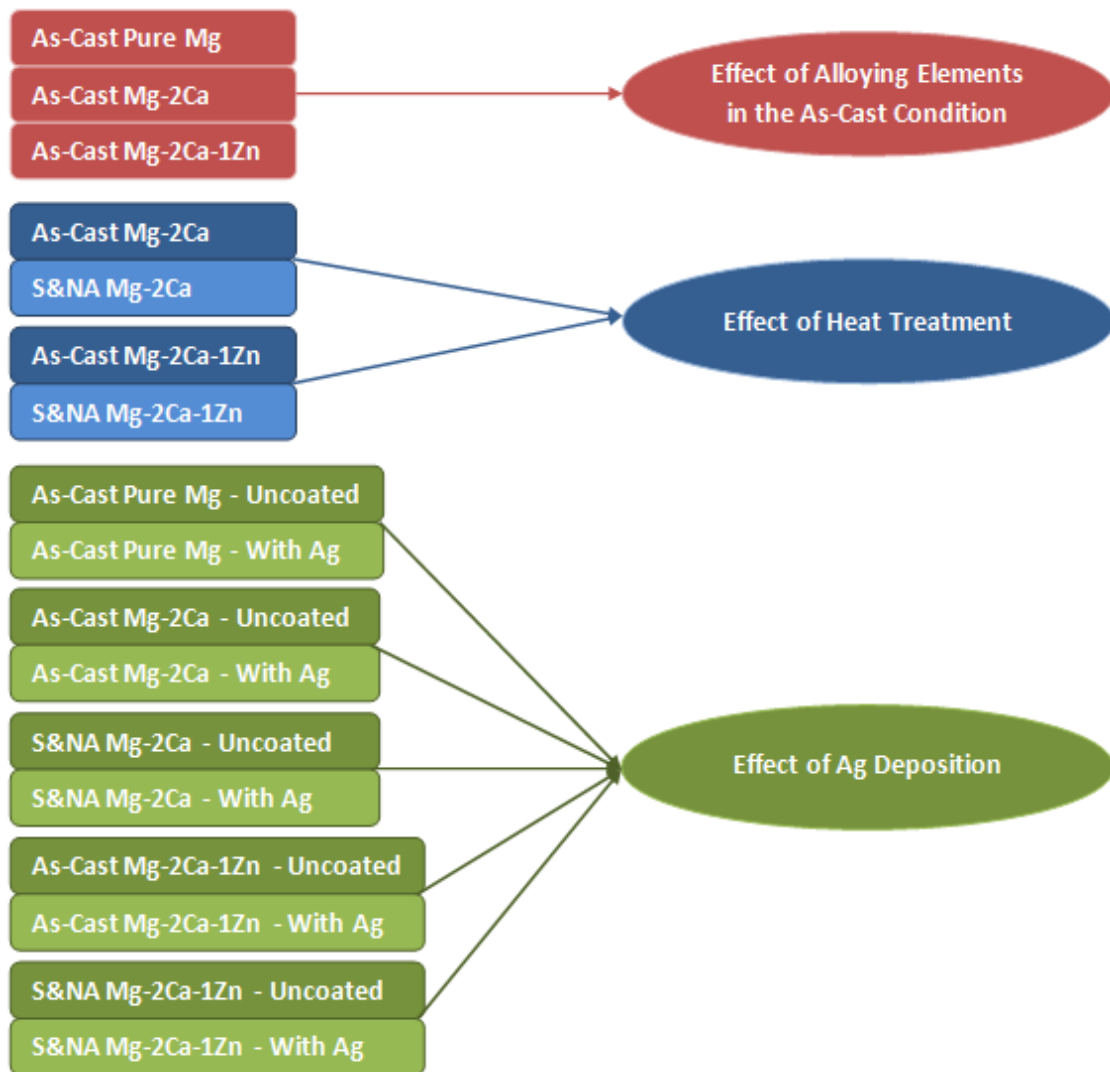 As-Cast Pure Mg
As-Cast Mg-2Ca
As-Cast Mg-2Ca-1Zn
Effect of Alloying Elements
in the As-Cast Condition
As-Cast Mg-2Ca
S&NA Mg-2Ca
As-Cast Mg-2Ca-1Zn
S&NA Mg-2Ca-1Zn
Effect of Heat Treatment
As-Cast Pure Mg - Uncoated
As-Cast Pure Mg - With Ag
As-Cast Mg-2Ca - Uncoated
As-Cast Mg-2Ca - With Ag
S&NA Mg-2Ca - Uncoated
S&NA Mg-2Ca - With Ag
As-Cast Mg-2Ca-1Zn - Uncoated
As-Cast Mg-2Ca-1Zn - With Ag
S&NA Mg-2Ca-1Zn - Uncoated
S&NA Mg-2Ca-1Zn - With Ag
Effect of Ag Deposition